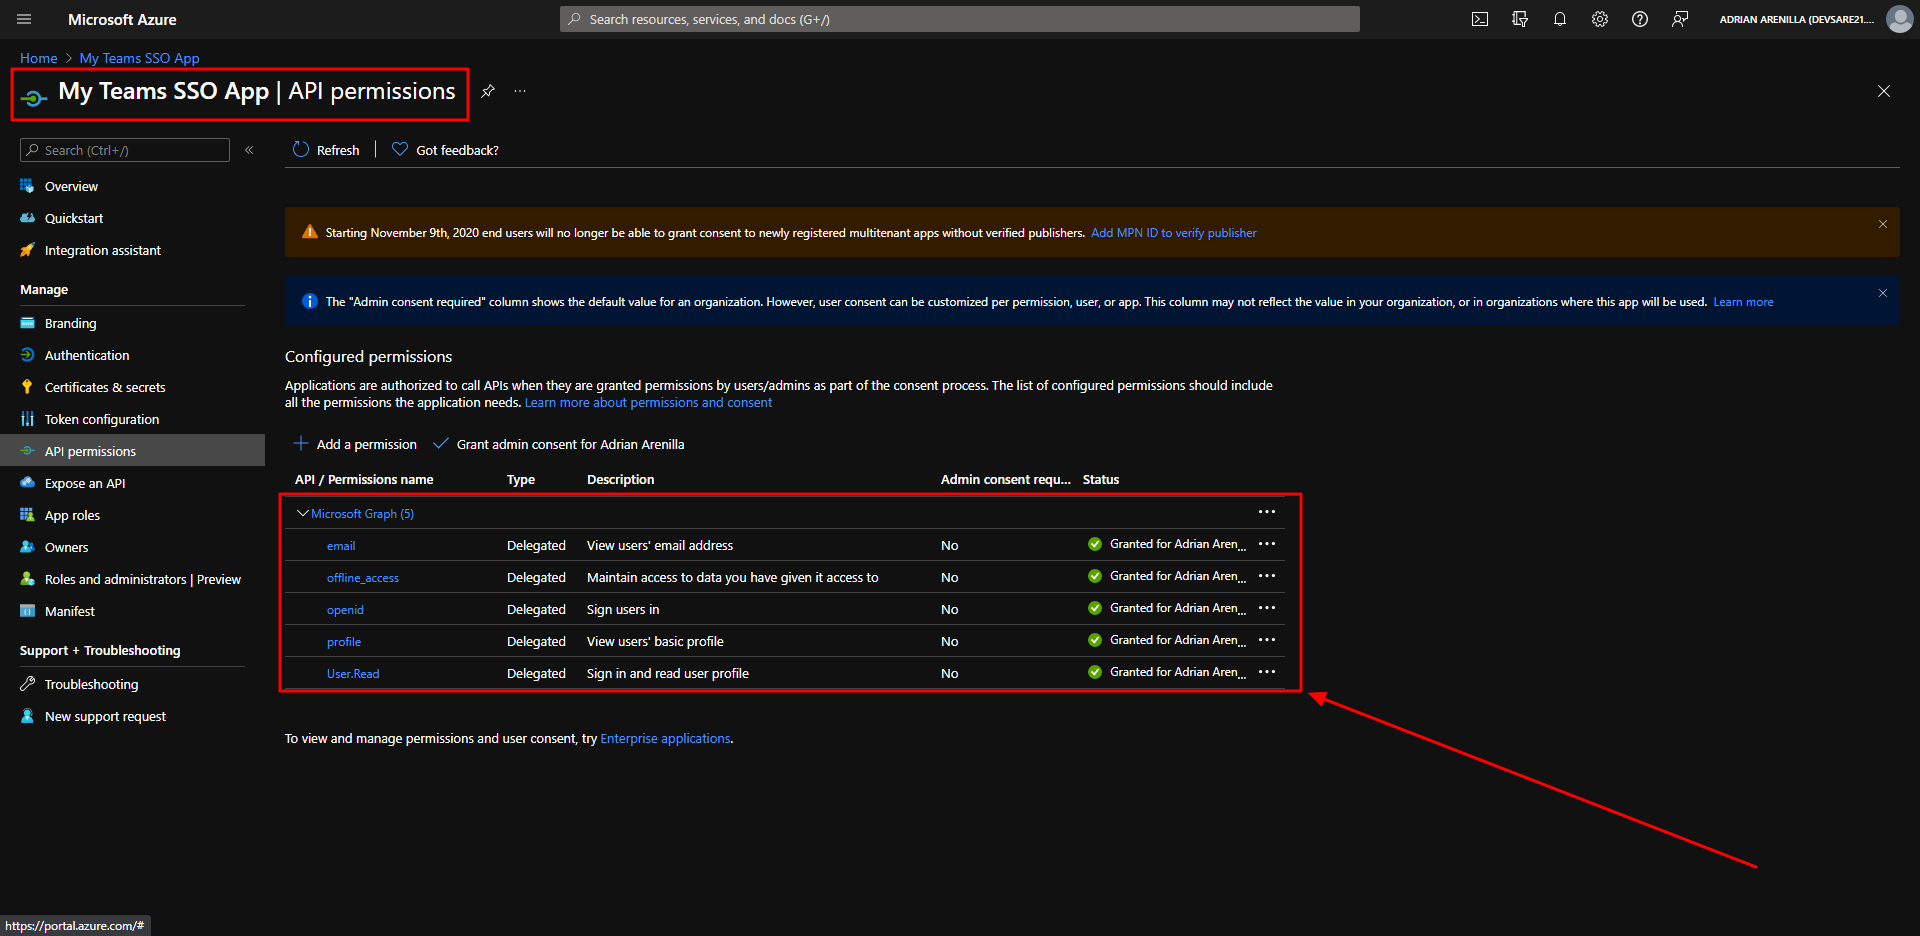 Microsoft Azure
Search resources, services, and docs (G+/)
ADRIAN ARENILLA (DEVSARE21....
Home > My Teams SSO App
My Teams SSO App | API permissions
Search (Ctrl+/)
Refresh
Got feedback?
Overview
Quickstart
Integration assistant
Manage
Branding
Authentication
Certificates & secrets
Token configuration
API permissions
Expose an API
App roles
Owners
Roles and administrators | Preview
Manifest
Support + Troubleshooting
Troubleshooting
New support request
Starting November 9th, 2020 end users will no longer be able to grant consent to newly registered multitenant apps without verified publishers. Add MPN ID to verify publisher
The "Admin consent required" column shows the default value for an organization. However, user consent can be customized per permission, user, or app. This column may not reflect the value in your organization, or in organizations where this app will be used. Learn more
Configured permissions
Applications are authorized to call APIs when they are granted permissions by users/admins as part of the consent process. The list of configured permissions should include
all the permissions the application needs. Learn more about permissions and consent
Add a permission
Grant admin consent for Adrian Arenilla
API / Permissions name Type Description Admin consent requ... Status
Microsoft Graph (5)
email Delegated View users' email address No Granted for Adrian Aren...
offline_access Delegated Maintain access to data you have given it access to No Granted for Adrian Aren...
openid Delegated Sign users in No Granted for Adrian Aren...
profile Delegated View users' basic profile No Granted for Adrian Aren...
User.Read Delegated Sign in and read user profile No Granted for Adrian Aren...
To view and manage permissions and user consent, try Enterprise applications.
https://portal.azure.com/#